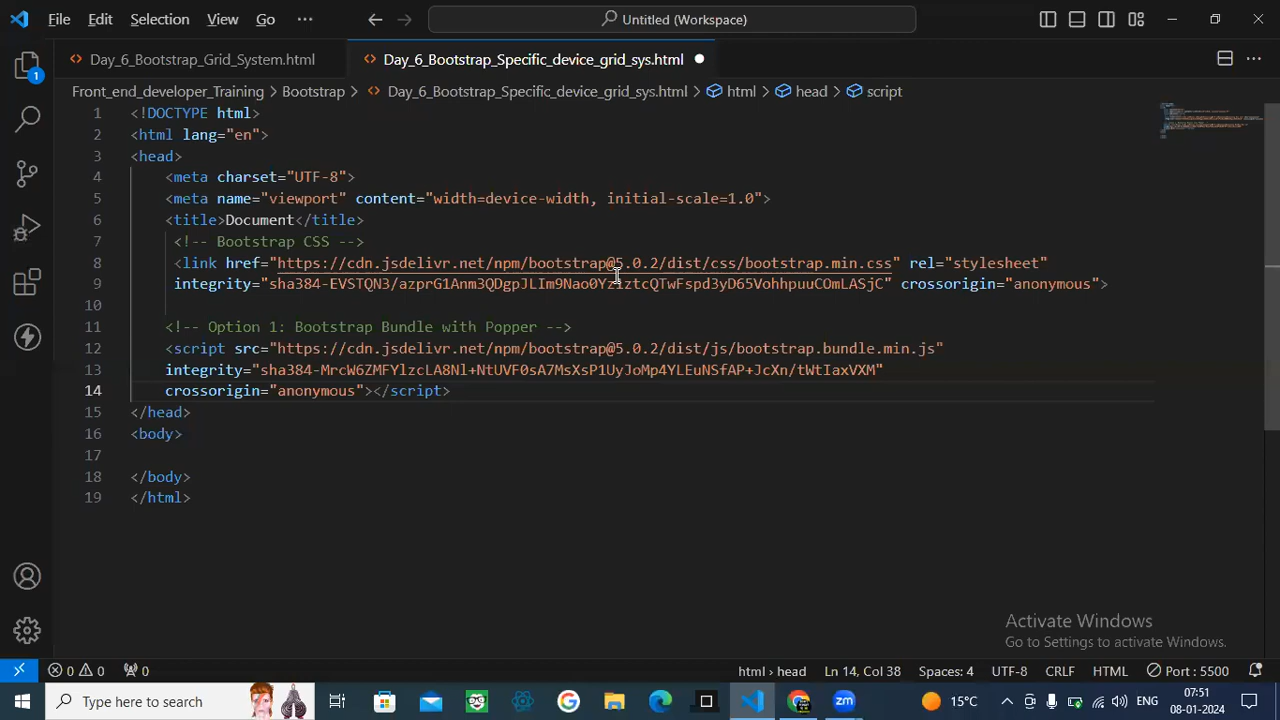 File Edit Selection View Go ··· Untitled (Workspace)
Day_6_Bootstrap_Grid_System.html Day_6_Bootstrap_Specific_device_grid_sys.html
Front_end_developer_Training > Bootstrap > Day_6_Bootstrap_Specific_device_grid_sys.html > html > head > script
1 <!DOCTYPE html>
2 <html lang="en">
3 <head>
4 <meta charset="UTF-8">
5 <meta name="viewport" content="width=device-width, initial-scale=1.0">
6 <title>Document</title>
7 <!-- Bootstrap CSS -->
8 <link href="https://cdn.jsdelivr.net/npm/bootstrap@5.0.2/dist/css/bootstrap.min.css" rel="stylesheet"
9 crossorigin="anonymous">
10
11 <!-- Option 1: Bootstrap Bundle with Popper -->
12 <script src="https://cdn.jsdelivr.net/npm/bootstrap@5.0.2/dist/js/bootstrap.bundle.min.js"
13 integrity="sha384-MrcW6ZMFYlzcLA8Nl+NtUVF0sA7MsXsP1UyJoMp4YLEuNSfAP+JcXn/tWtIaxVXM"
14 crossorigin="anonymous"></script>
15 </head>
16 <body>
17
18 </body>
19 </html>
1
Activate Windows
Go to Settings to activate Windows.
0 0 0 html > head Ln 14, Col 38 Spaces: 4 UTF-8 CRLF HTML Port : 5500
Type here to search 15°C ENG 07:51
08-01-2024